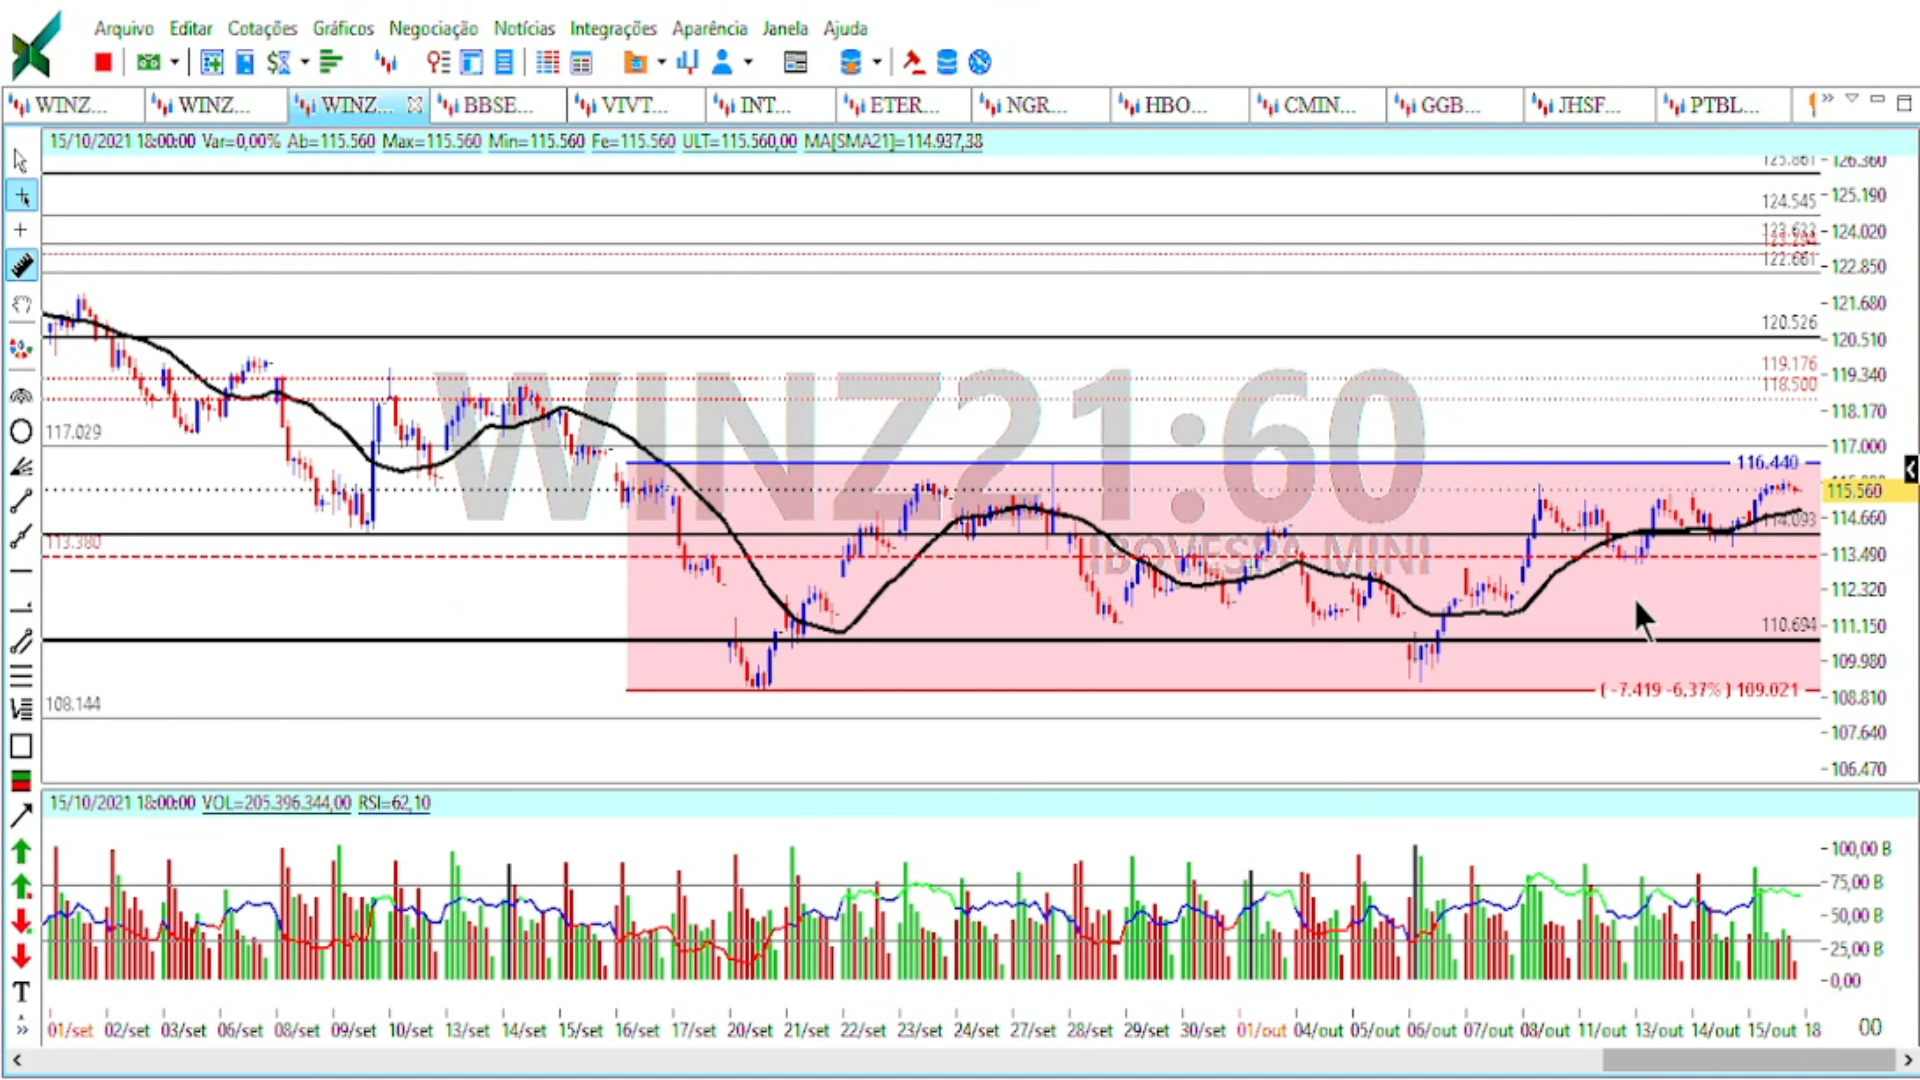 Arquivo Editar Cotações Gráficos Negociação Notícias Integrações Aparência Janela Ajuda
WINZ... WINZ... WINZ... BBSE... VIVT... INT... ETER... NGR... HBO... CMIN... GGB... JHSF... PTBL...
15/10/2021 18:00:00 Var=0,00% Ab=115.560 Max=115.560 Min=115.560 Fe=115.560 ULT=115.560,00 MA[SMA21]=114.937,38
125.861 126.360
124.545 125.190
123.623 124.020
122.661 122.850
121.680
120.526 120.510
119.176 119.340
118.500
118.170
117.029 117.000
116.440
115.560
114.093 114.660
113.380 113.490
112.320
110.694 111.150
109.980
( -7.419 -6,37% ) 109.021 108.810
108.144
107.640
106.470
WINZ21:60
IBOVESPA MINI
15/10/2021 18:00:00 VOL=205.396.344,00 RSI=62,10
100,00 B
75,00 B
50,00 B
25,00 B
0,00
01/set 02/set 03/set 06/set 08/set 09/set 10/set 13/set 14/set 15/set 16/set 17/set 20/set 21/set 22/set 23/set 24/set 27/set 28/set 29/set 30/set 01/out 04/out 05/out 06/out 07/out 08/out 11/out 13/out 14/out 15/out 18 00